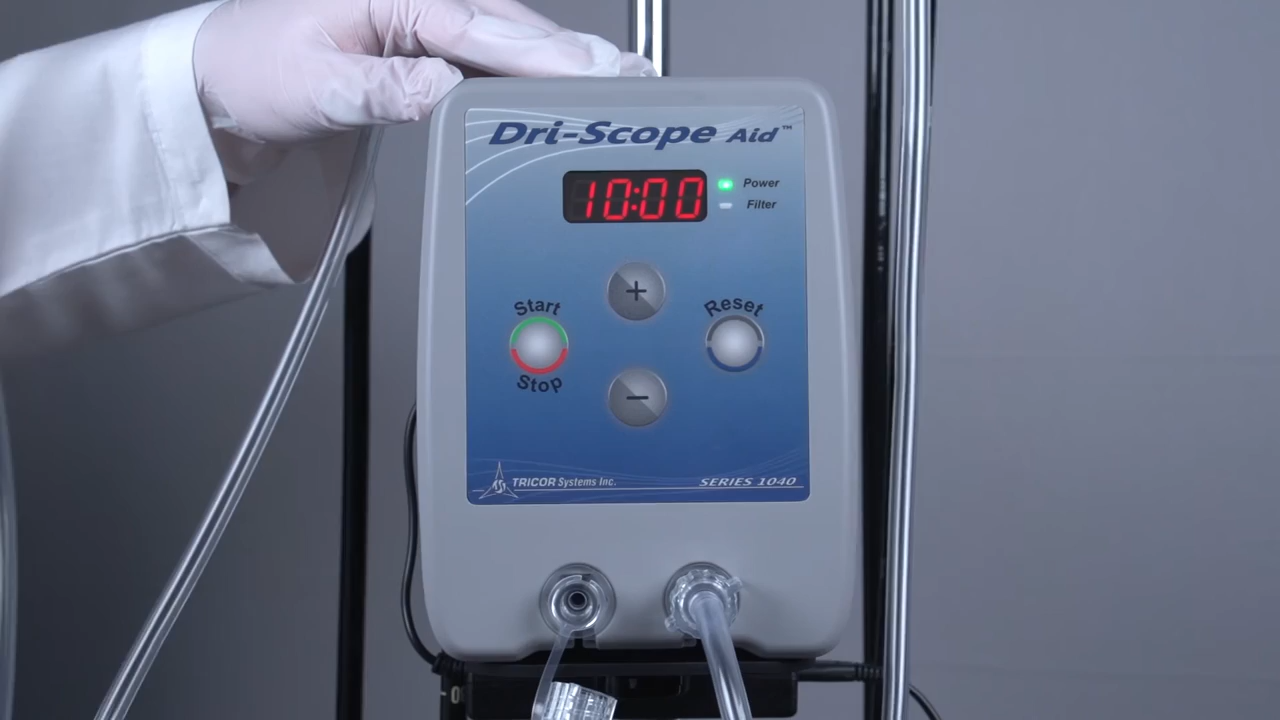 Dri-Scope Aid™
10:00
Power
Filter
+
Start
Reset
Stop
−
TRICOR Systems Inc.
SERIES 1040